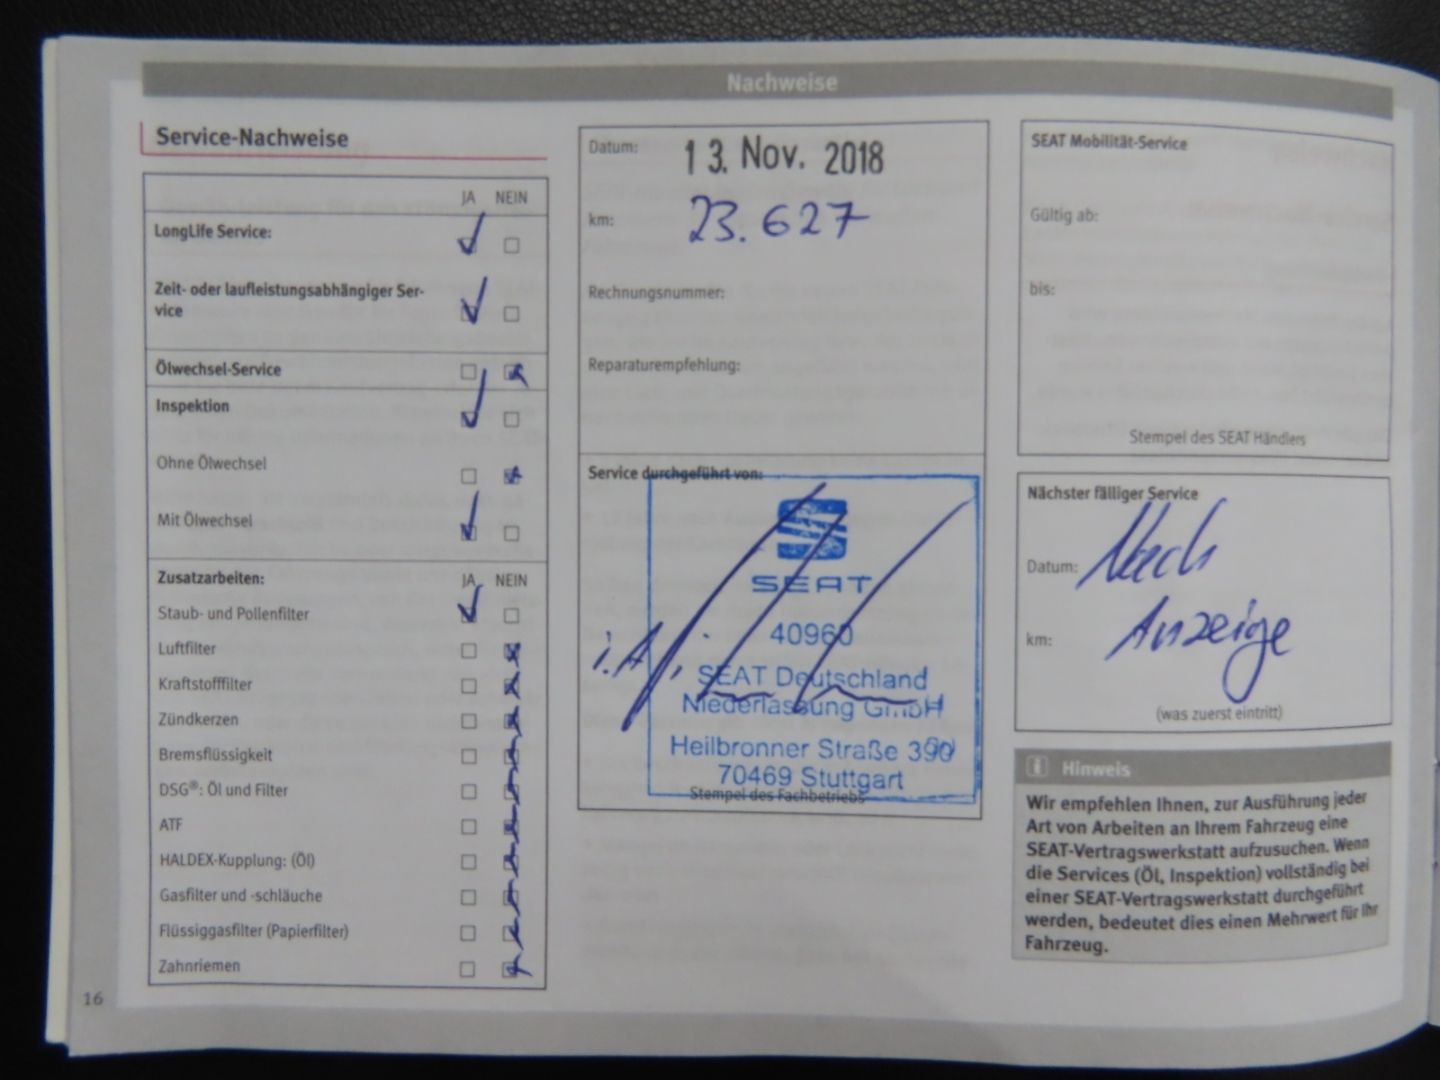 Nachweise
Service-Nachweise
JA NEIN
LongLife Service:
Zeit- oder laufleistungsabhängiger Ser-
vice
Ölwechsel-Service
Inspektion
Ohne Ölwechsel
Mit Ölwechsel
Zusatzarbeiten: JA NEIN
Staub- und Pollenfilter
Luftfilter
Kraftstofffilter
Zündkerzen
Bremsflüssigkeit
DSG®: Öl und Filter
ATF
HALDEX-Kupplung: (Öl)
Gasfilter und -schläuche
Flüssiggasfilter (Papierfilter)
Zahnriemen
16
Datum: 13. Nov. 2018
km: 23.627
Rechnungsnummer:
Reparaturempfehlung:
Service durchgeführt von:
SEAT
40960
i.A.
SEAT Deutschland
Niederlassung GmbH
Heilbronner Straße 390
70469 Stuttgart
Stempel des Fachbetriebs
SEAT Mobilität-Service
Gültig ab:
bis:
Stempel des SEAT Händlers
Nächster fälliger Service
Datum: Nach
km: Anzeige
(was zuerst eintritt)
i Hinweis
Wir empfehlen Ihnen, zur Ausführung jeder
Art von Arbeiten an Ihrem Fahrzeug eine
SEAT-Vertragswerkstatt aufzusuchen. Wenn
die Services (Öl, Inspektion) vollständig bei
einer SEAT-Vertragswerkstatt durchgeführt
werden, bedeutet dies einen Mehrwert für Ihr
Fahrzeug.